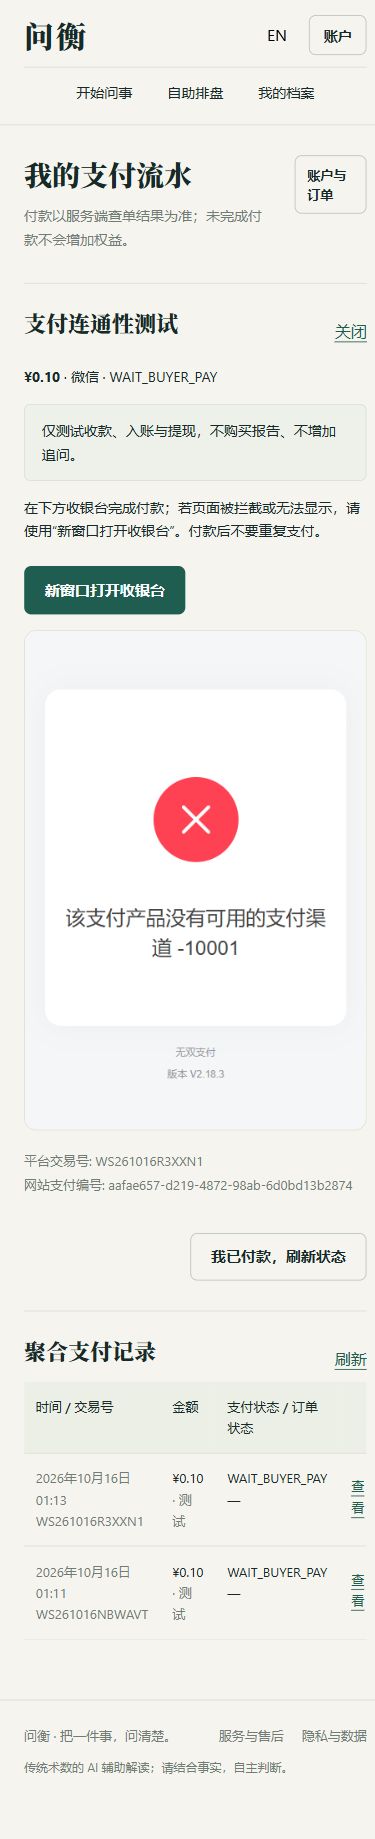 问衡
EN
账户
开始问事 自助排盘 我的档案
我的支付流水
账户与
订单
付款以服务端查单结果为准；未完成付
款不会增加权益。
支付连通性测试
关闭
¥0.10 · 微信 · WAIT_BUYER_PAY
仅测试收款、入账与提现，不购买报告、不增加
追问。
在下方收银台完成付款；若页面被拦截或无法显示，请
使用“新窗口打开收银台”。付款后不要重复支付。
新窗口打开收银台
该支付产品没有可用的支付渠
道 -10001
无双支付
版本 V2.18.3
平台交易号: WS261016R3XXN1
网站支付编号: aafae657-d219-4872-98ab-6d0bd13b2874
我已付款，刷新状态
聚合支付记录
刷新
时间 / 交易号 金额 支付状态 / 订单
状态
2026年10月16日 ¥0.10 WAIT_BUYER_PAY 查
01:13 · 测 — 看
WS261016R3XXN1 试
2026年10月16日 ¥0.10 WAIT_BUYER_PAY 查
01:11 · 测 — 看
WS261016NBWAVT 试
问衡 · 把一件事，问清楚。 服务与售后 隐私与数据
传统术数的 AI 辅助解读；请结合事实，自主判断。